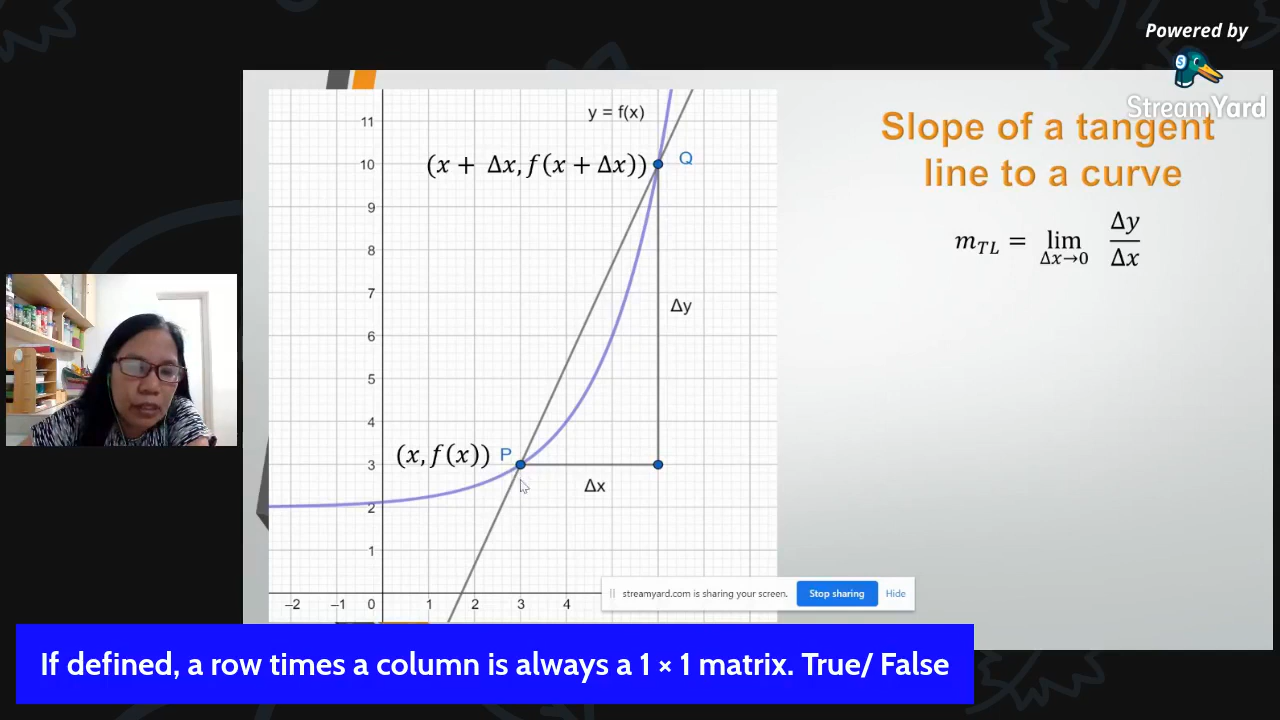 Powered by
StreamYard
Slope of a tangent
line to a curve
m_{TL} = lim_{Δx→0} Δy/Δx
y = f(x)
(x + Δx, f(x + Δx)) Q
(x, f(x)) P
Δy
Δx
11
10
9
8
7
6
5
4
3
2
1
−2 −1 0 1 2 3 4
streamyard.com is sharing your screen. Stop sharing Hide
If defined, a row times a column is always a 1 × 1 matrix. True/ False